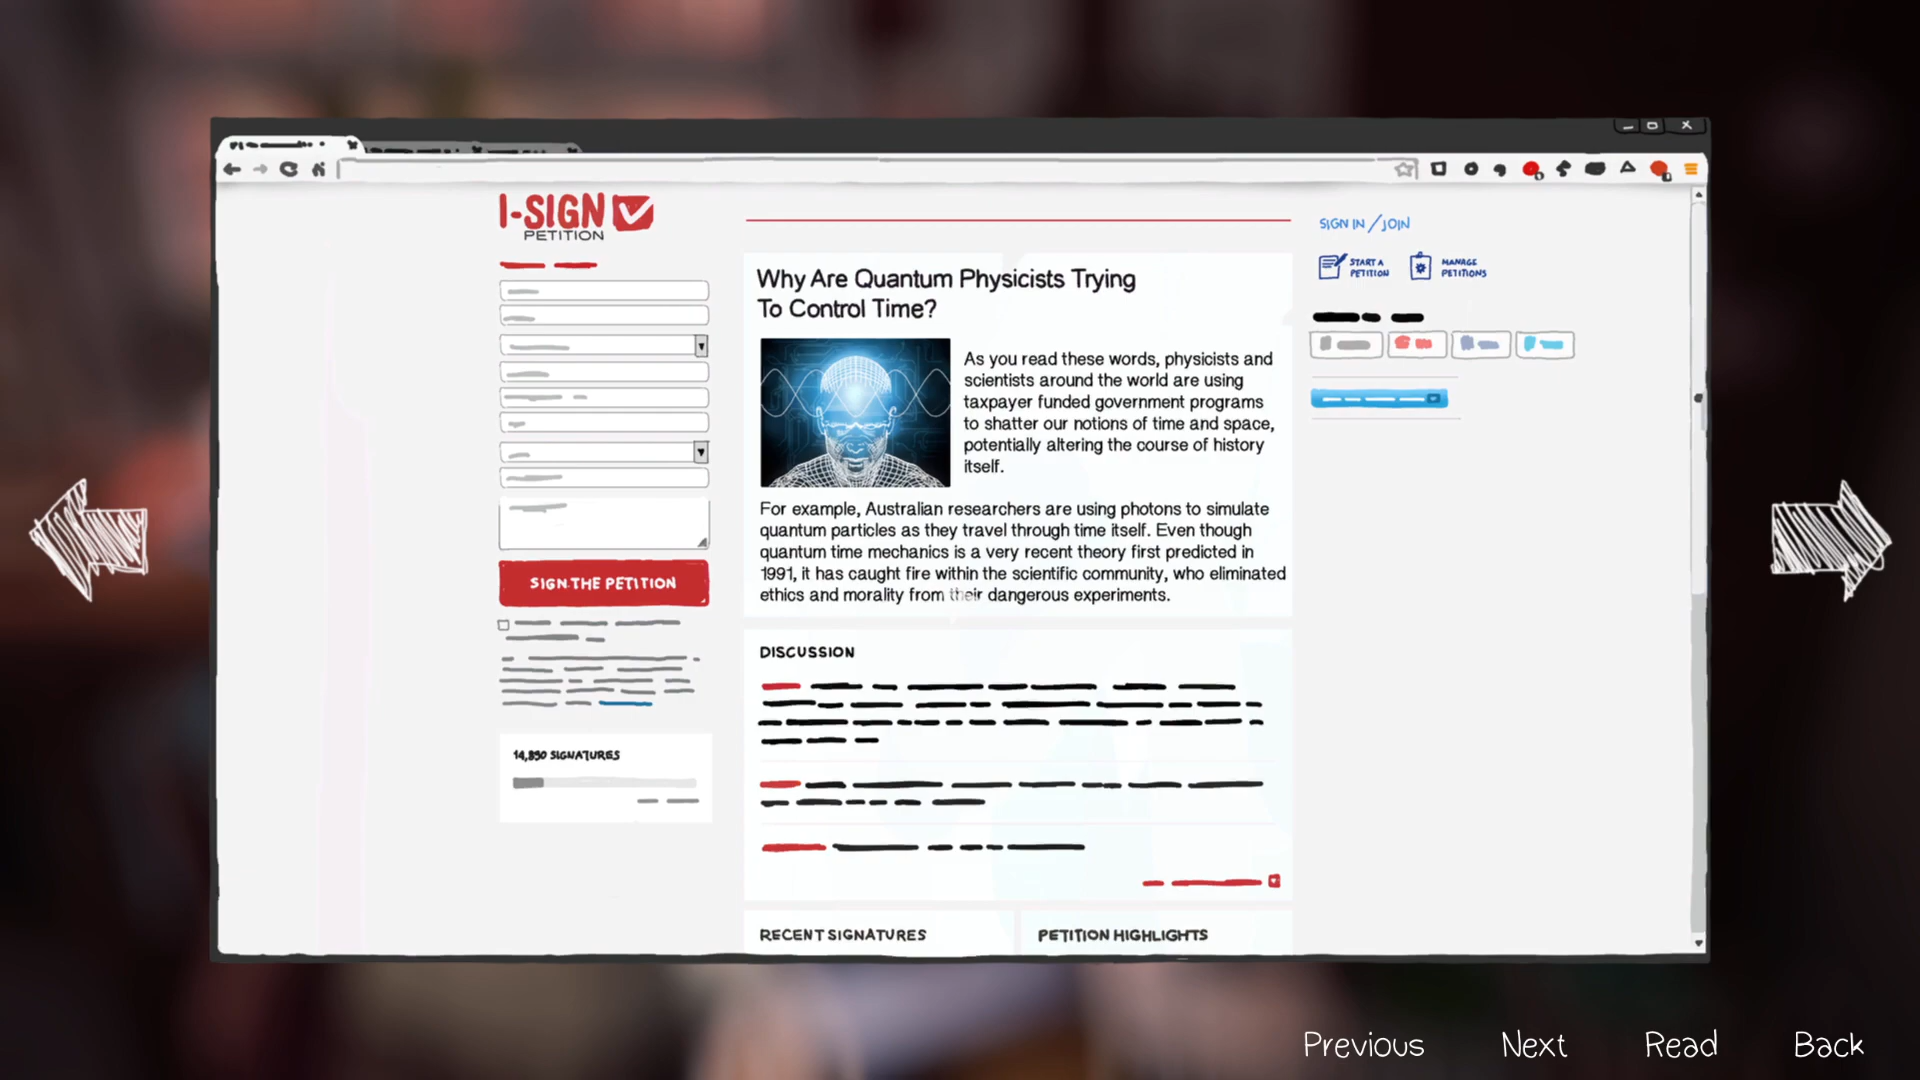 I-SIGN
PETITION
SIGN IN / JOIN
START A
PETITION
MANAGE
PETITIONS
Why Are Quantum Physicists Trying
To Control Time?
As you read these words, physicists and
scientists around the world are using
taxpayer funded government programs
to shatter our notions of time and space,
potentially altering the course of history
itself.
For example, Australian researchers are using photons to simulate
quantum particles as they travel through time itself. Even though
quantum time mechanics is a very recent theory first predicted in
1991, it has caught fire within the scientific community, who eliminated
ethics and morality from their dangerous experiments.
SIGN THE PETITION
14,890 SIGNATURES
DISCUSSION
RECENT SIGNATURES
PETITION HIGHLIGHTS
Previous
Next
Read
Back